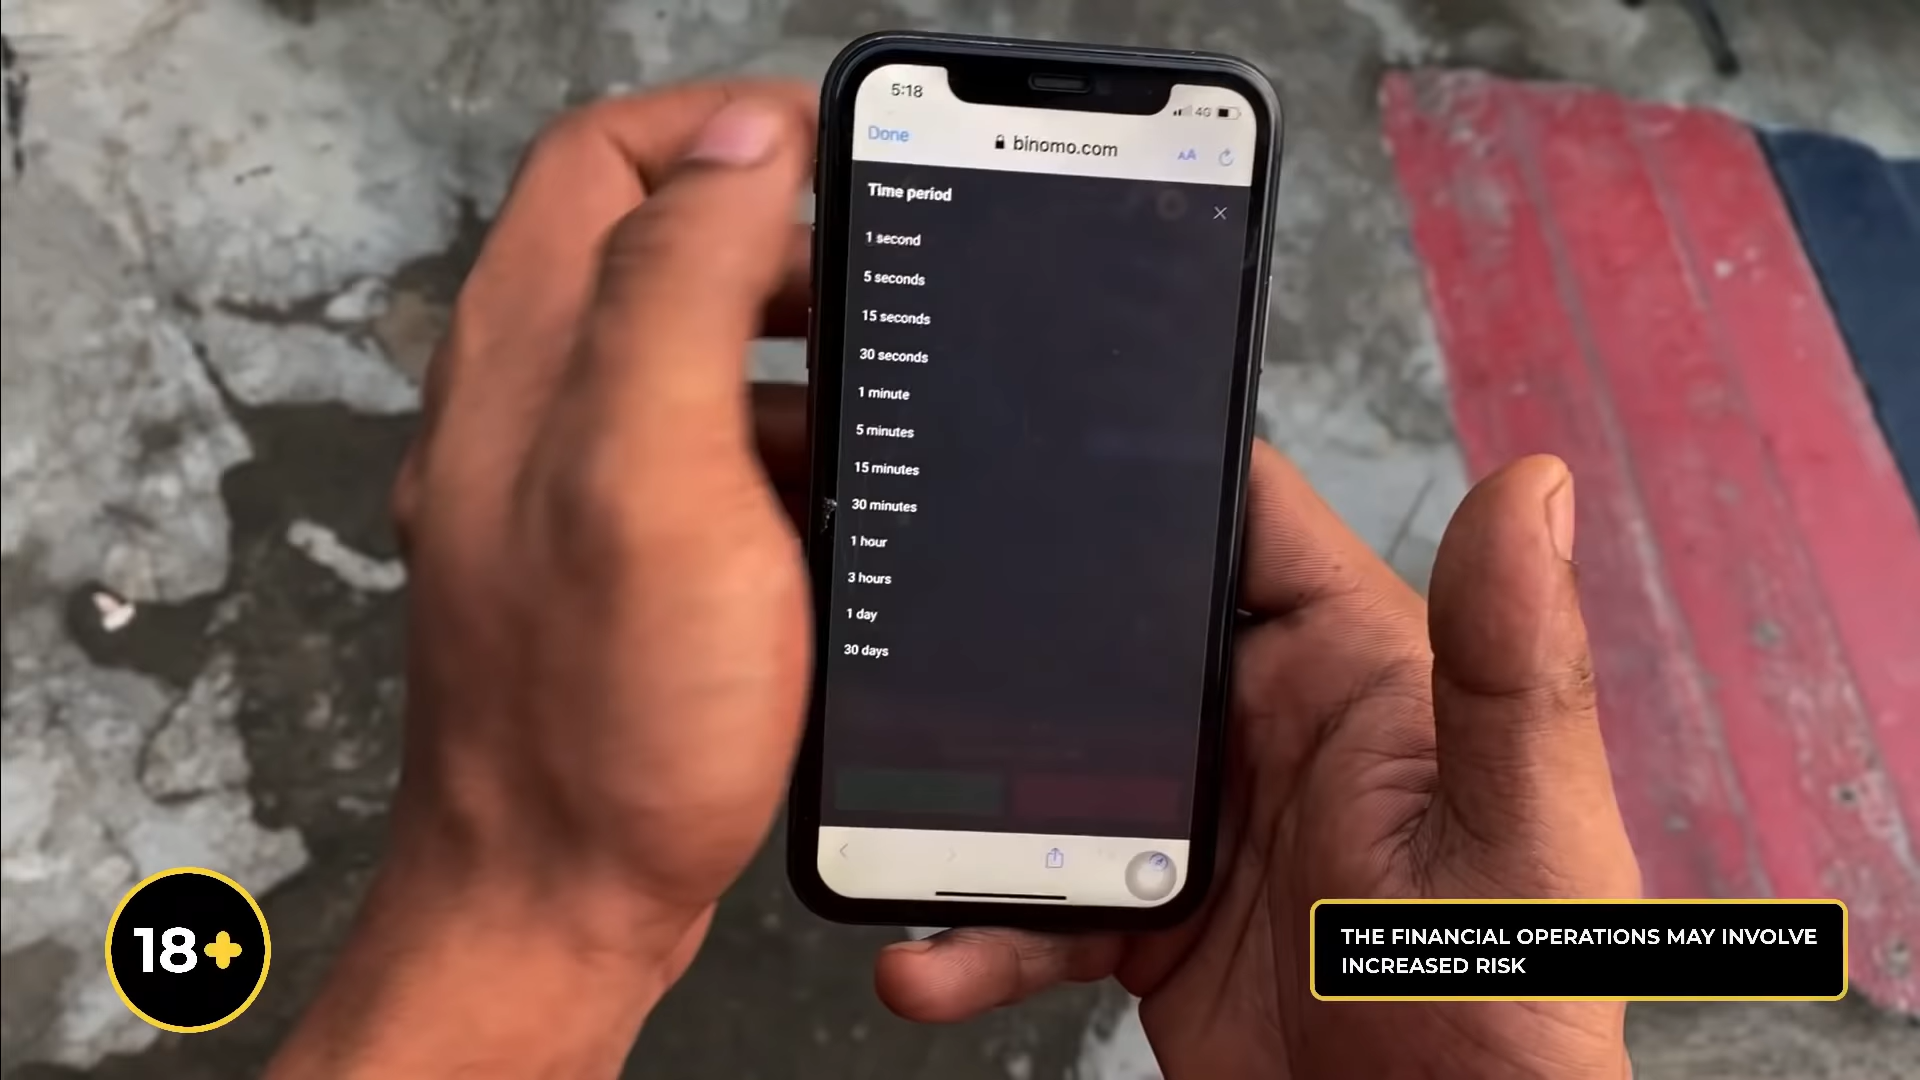 5:18
4G
Done
binomo.com
AA
Time period
1 second
5 seconds
15 seconds
30 seconds
1 minute
5 minutes
15 minutes
30 minutes
1 hour
3 hours
1 day
30 days
18+
THE FINANCIAL OPERATIONS MAY INVOLVE
INCREASED RISK